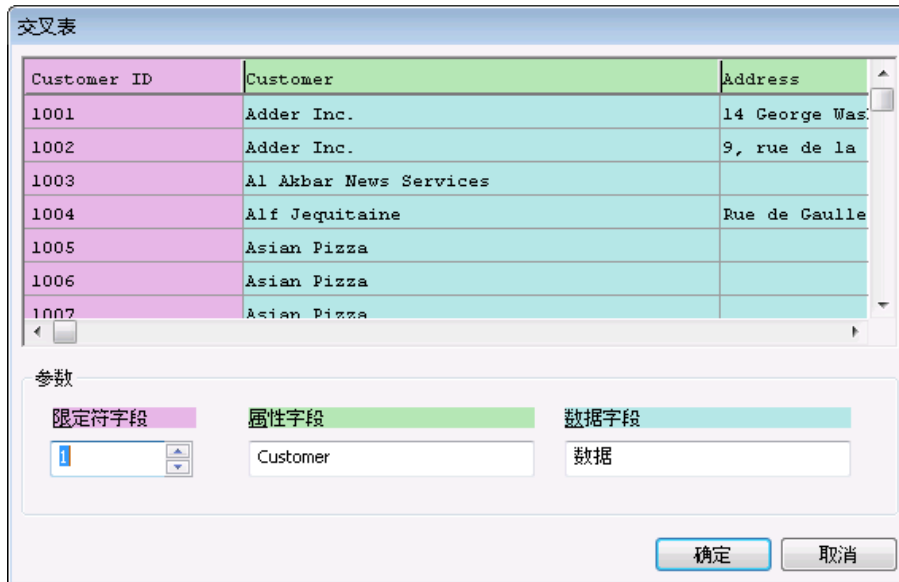 交叉表
Customer ID Customer Address
1001 Adder Inc. 14 George Was
1002 Adder Inc. 9, rue de la
1003 Al Akbar News Services
1004 Alf Jequitaine Rue de Gaulle
1005 Asian Pizza
1006 Asian Pizza
1007 Asian Pizza
参数
限定符字段 属性字段 数据字段
1 Customer 数据
确定 取消